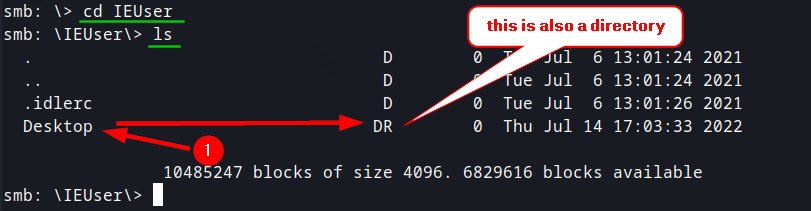 smb: \> cd IEUser
smb: \IEUser\> ls
this is also a directory
. D 0 Tue Jul 6 13:01:24 2021
.. D 0 Tue Jul 6 13:01:24 2021
.idlerc D 0 Tue Jul 6 13:01:26 2021
Desktop DR 0 Thu Jul 14 17:03:33 2022
1
10485247 blocks of size 4096. 6829616 blocks available
smb: \IEUser\>